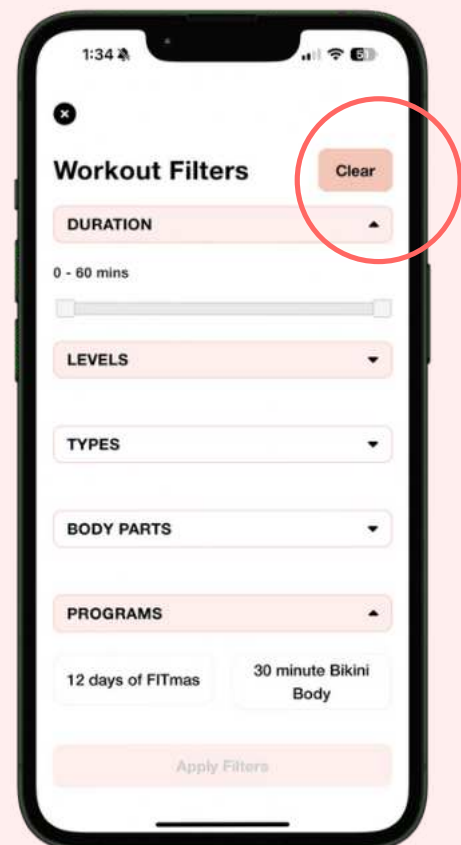 1:34
51
Workout Filters
Clear
DURATION
0 - 60 mins
LEVELS
TYPES
BODY PARTS
PROGRAMS
12 days of FITmas
30 minute Bikini
Body
Apply Filters